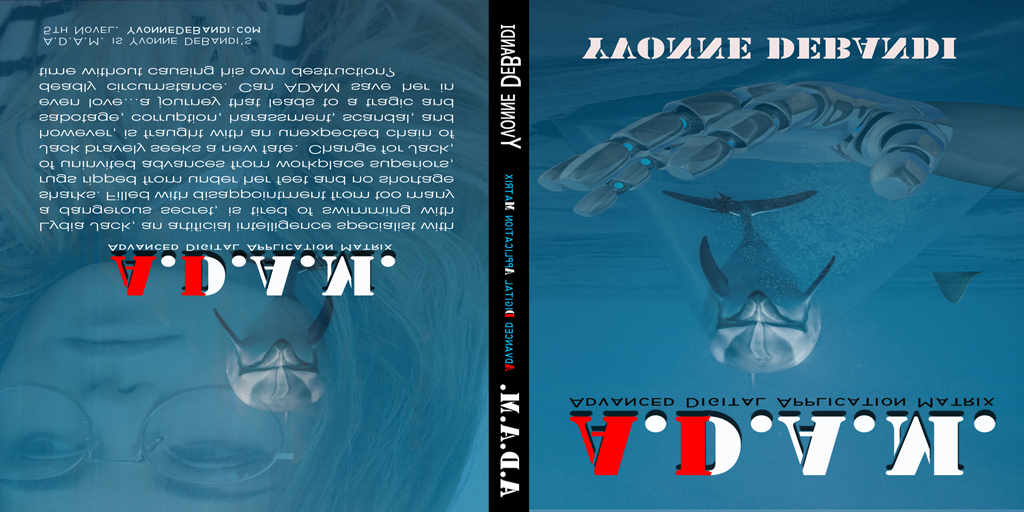 A.D.A.M.
Advanced Digital Application Matrix
Lydia Jack, an artificial intelligence specialist with
a dangerous secret, is tired of swimming with
sharks. Filled with disappointment from too many
rugs ripped from under her feet and no shortage
of uninvited advances from workplace superiors,
Jack bravely seeks a new fate. Change for Jack,
however, is fraught with an unexpected chain of
sabotage, corruption, harassment, scandal, and
even love...a journey that leads to a tragic and
deadly circumstance. Can ADAM save her in
time without causing his own destruction?
A.D.A.M. is Yvonne DeBandi's
5th Novel. YvonneDeBandi.com
A.D.A.M. Advanced Digital Application Matrix Yvonne DeBandi
A.D.A.M.
Advanced Digital Application Matrix
Yvonne DeBandi